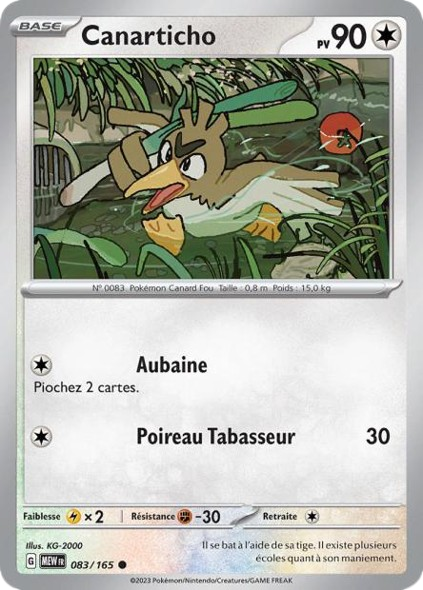 BASE
Canarticho
PV 90
N° 0083 Pokémon Canard Fou Taille : 0,8 m Poids : 15,0 kg
Aubaine
Piochez 2 cartes.
Poireau Tabasseur 30
Faiblesse ×2 Résistance -30 Retraite
Illus. KG-2000
Il se bat à l'aide de sa tige. Il existe plusieurs
écoles quant à son maniement.
G MEW FR 083/165
©2023 Pokémon/Nintendo/Creatures/GAME FREAK